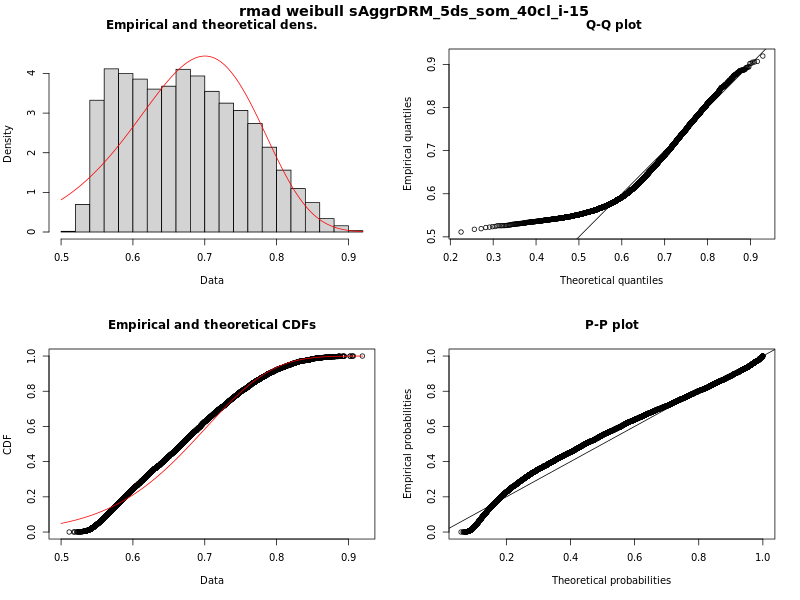 rmad weibull sAggrDRM_5ds_som_40cl_i-15
Empirical and theoretical dens.
Density
0 1 2 3 4
0.5 0.6 0.7 0.8 0.9
Data
Q-Q plot
Empirical quantiles
0.5 0.6 0.7 0.8 0.9
0.2 0.3 0.4 0.5 0.6 0.7 0.8 0.9
Theoretical quantiles
Empirical and theoretical CDFs
CDF
0.0 0.2 0.4 0.6 0.8 1.0
0.5 0.6 0.7 0.8 0.9
Data
P-P plot
Empirical probabilities
0.0 0.2 0.4 0.6 0.8 1.0
0.2 0.4 0.6 0.8 1.0
Theoretical probabilities